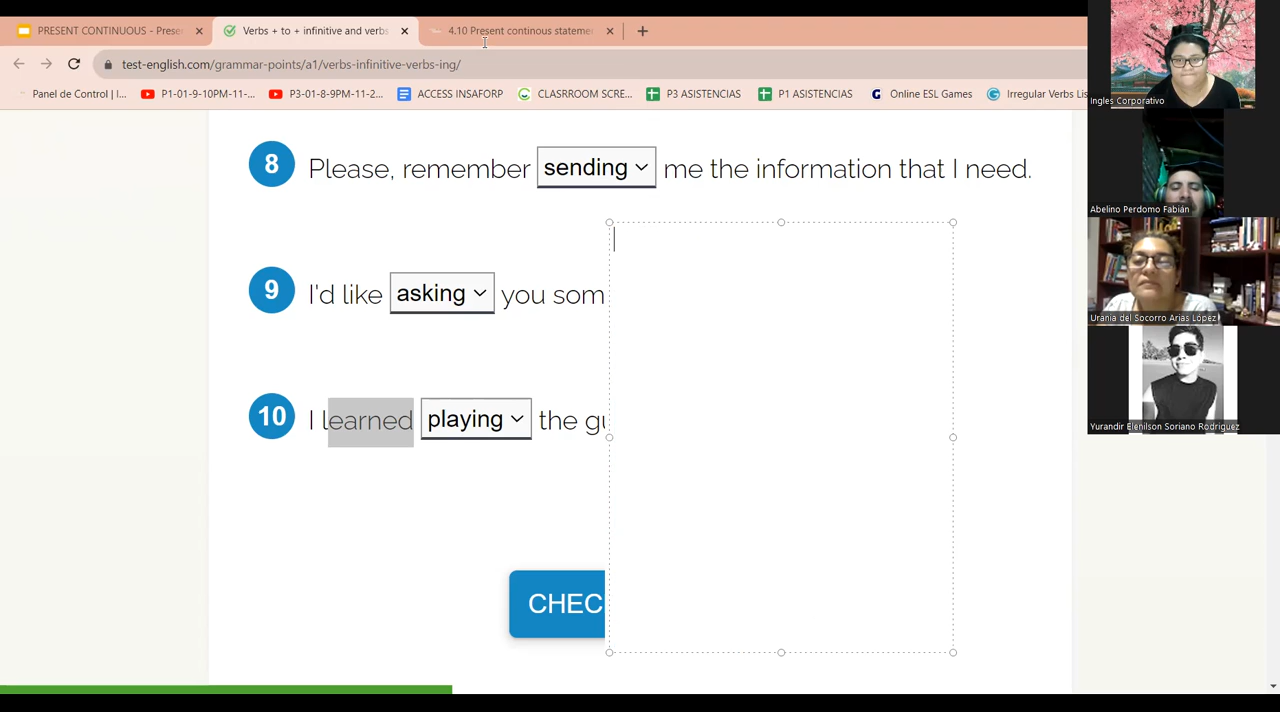 PRESENT CONTINUOUS - Prese
Verbs + to + infinitive and verbs
4.10 Present continous stateme
test-english.com/grammar-points/a1/verbs-infinitive-verbs-ing/
Panel de Control | I...
P1-01-9-10PM-11-...
P3-01-8-9PM-11-2...
ACCESS INSAFORP
CLASRROOM SCRE...
P3 ASISTENCIAS
P1 ASISTENCIAS
Online ESL Games
Irregular Verbs Lis
Ingles Corporativo
Abelino Perdomo Fabián
Urania del Socorro Arias López
Yurandir Elenilson Soriano Rodriguez
8 Please, remember sending me the information that I need.
9 I'd like asking you som
10 I learned playing the gu
CHEC